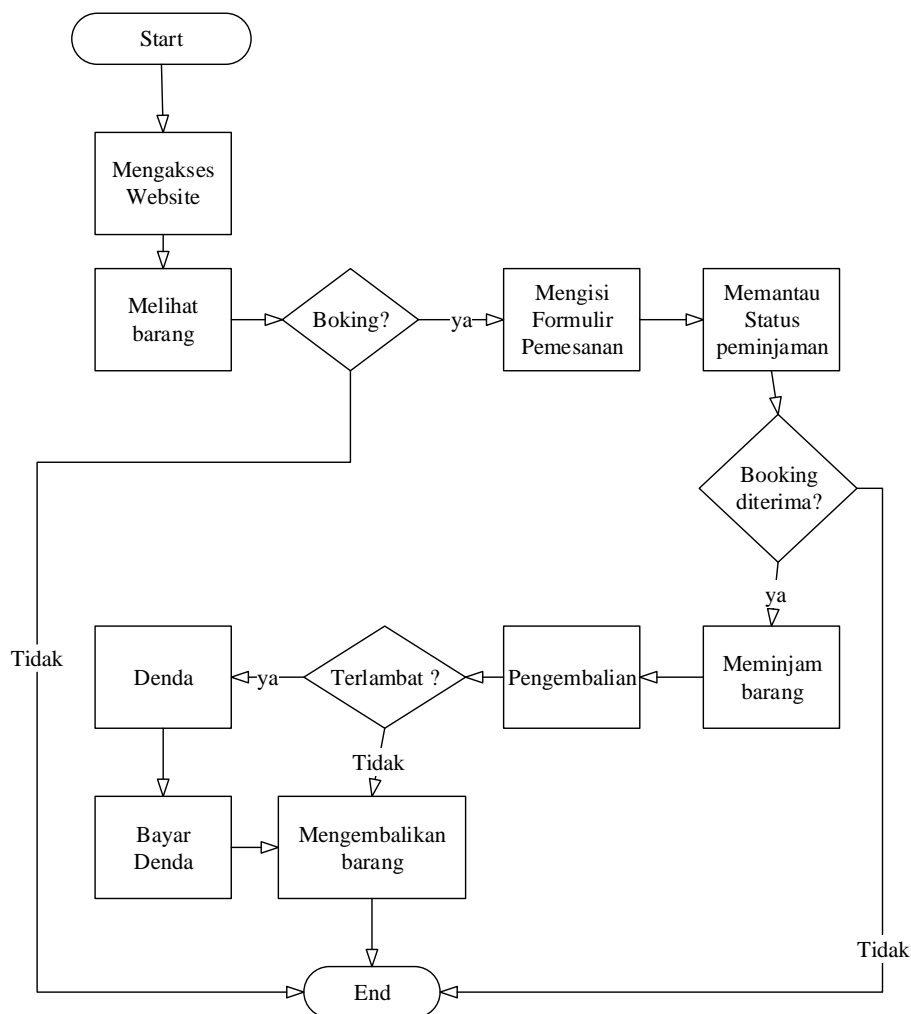 Start
Mengakses
Website
Melihat
barang
Boking?
ya
Mengisi
Formulir
Pemesanan
Memantau
Status
peminjaman
Booking
diterima?
ya
Tidak
Meminjam
barang
Pengembalian
Terlambat ?
ya
Denda
Tidak
Bayar
Denda
Mengembalikan
barang
Tidak
End